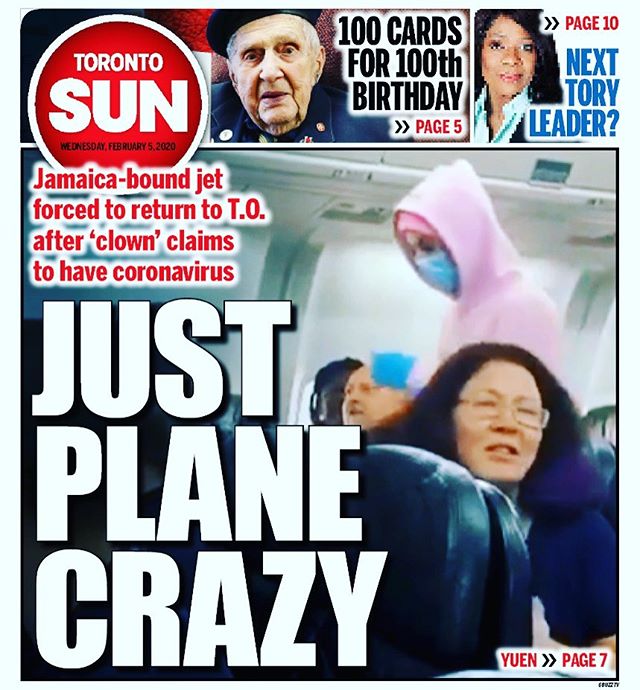 TORONTO
SUN
WEDNESDAY, FEBRUARY 5, 2020
100 CARDS
FOR 100th
BIRTHDAY
>> PAGE 5
>> PAGE 10
NEXT
TORY
LEADER?
Jamaica-bound jet
forced to return to T.O.
after ‘clown’ claims
to have coronavirus
JUST
PLANE
CRAZY
YUEN >> PAGE 7